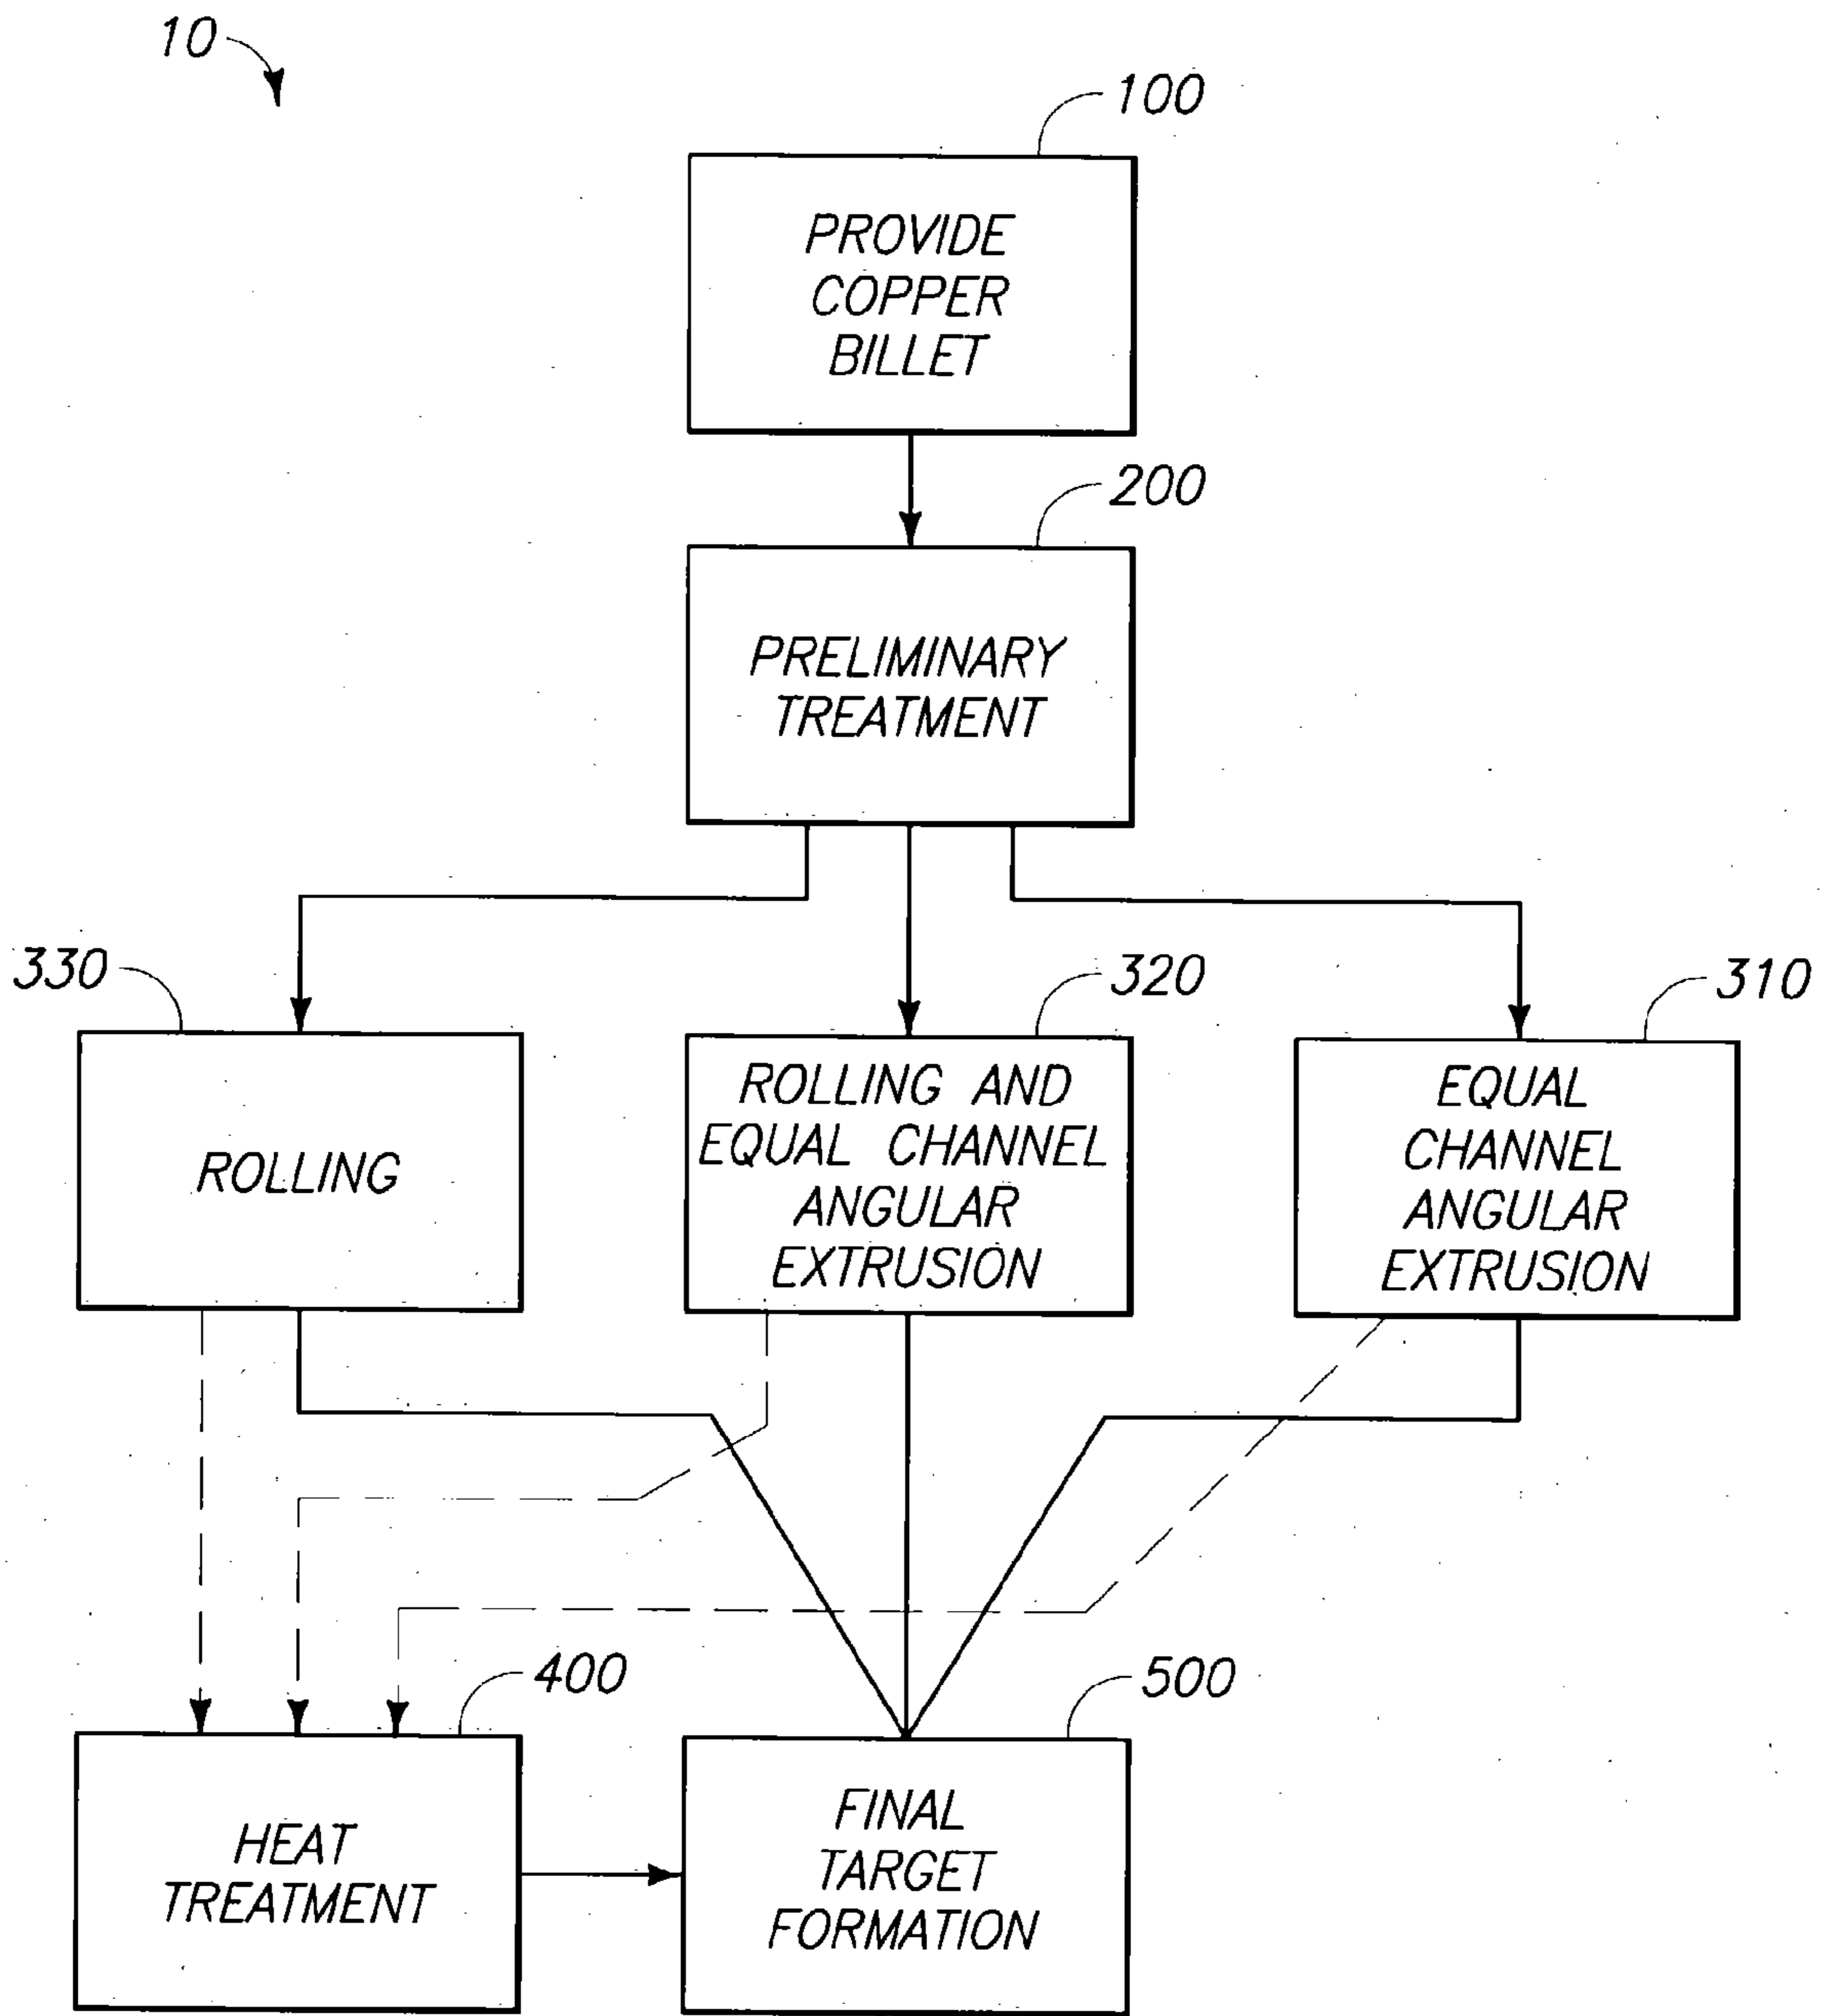 10
100
PROVIDE
COPPER
BILLET
200
PRELIMINARY
TREATMENT
330
ROLLING
320
ROLLING AND
EQUAL CHANNEL
ANGULAR
EXTRUSION
310
EQUAL
CHANNEL
ANGULAR
EXTRUSION
400
HEAT
TREATMENT
500
FINAL
TARGET
FORMATION